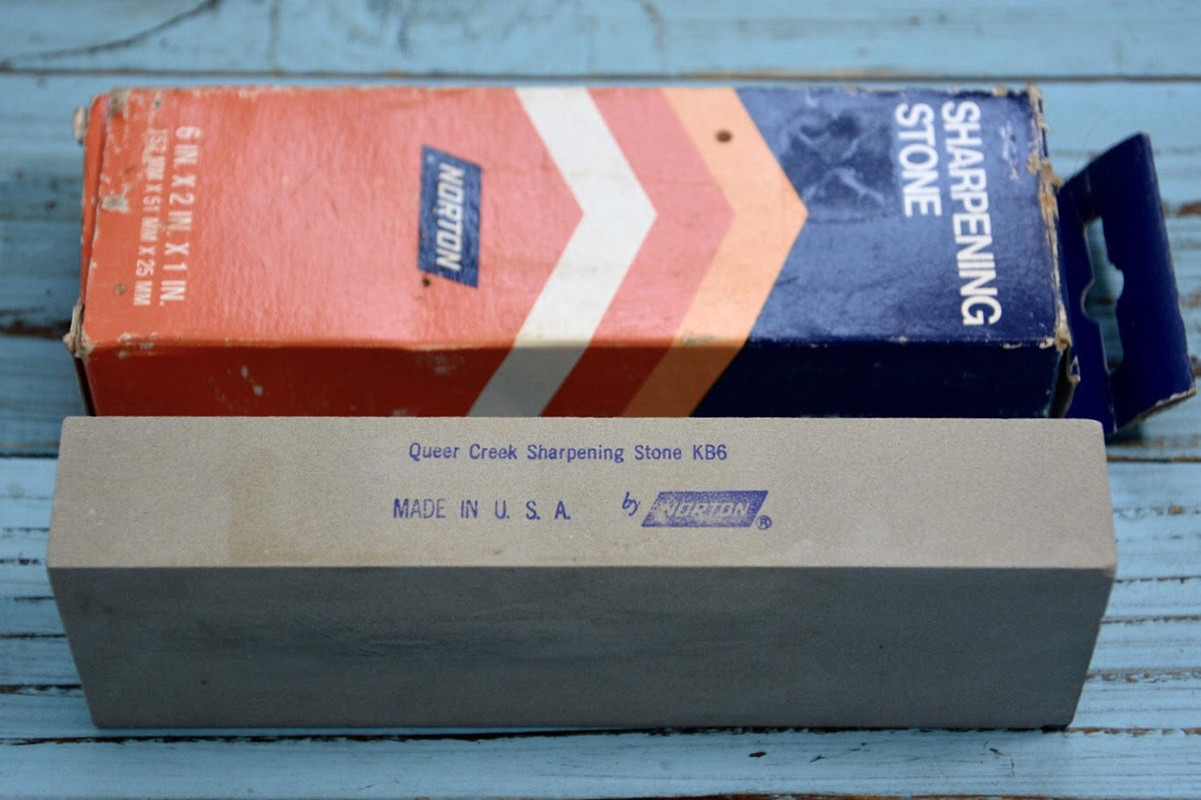 SHARPENING
STONE
NORTON
6 IN. X 2 IN. X 1 IN.
152 MM X 51 MM X 25 MM
Queer Creek Sharpening Stone KB6
MADE IN U. S. A.
by NORTON ®